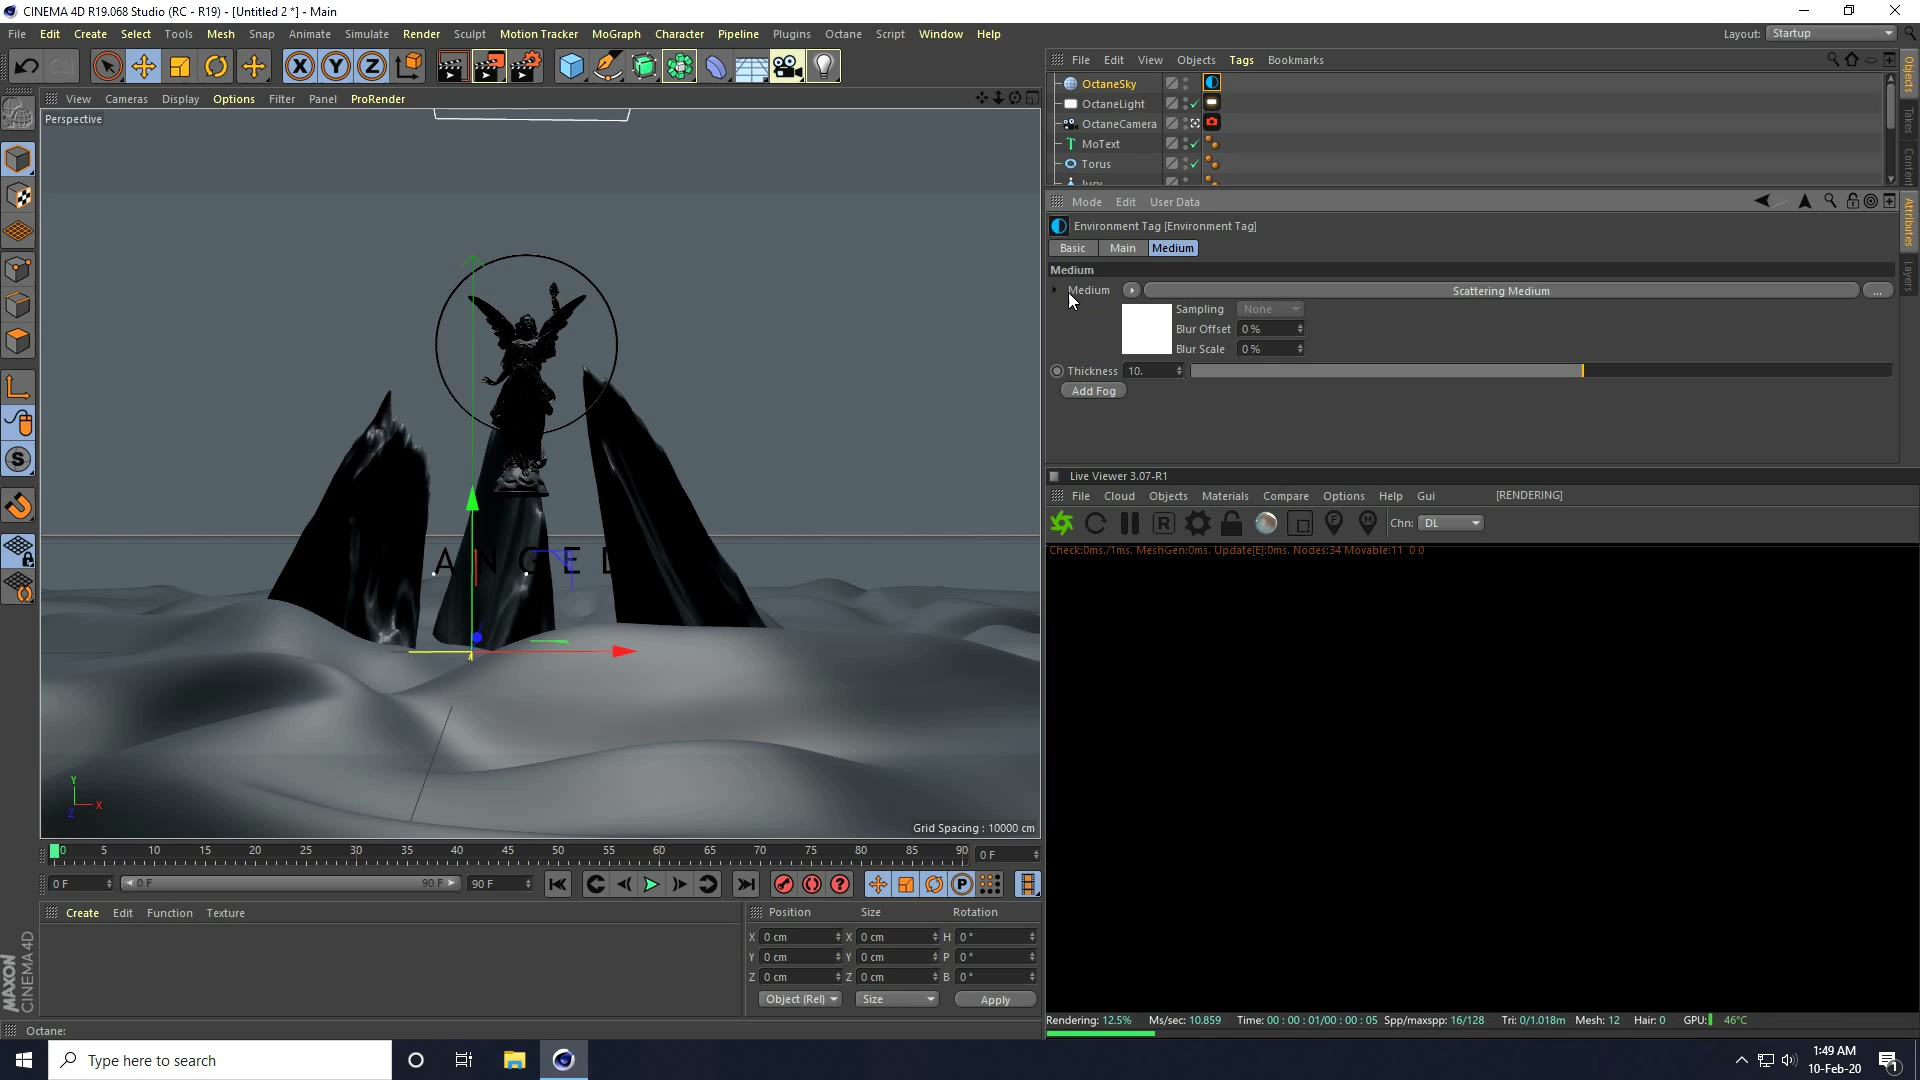 CINEMA 4D R19.068 Studio (RC - R19) - [Untitled 2 *] - Main
File Edit Create Select Tools Mesh Snap Animate Simulate Render Sculpt Motion Tracker MoGraph Character Pipeline Plugins Octane Script Window Help
Layout: Startup
File Edit View Objects Tags Bookmarks
View Cameras Display Options Filter Panel ProRender
Perspective
OctaneSky
OctaneLight
OctaneCamera
MoText
Torus
lucy
Objects
Takes
Content
Attributes
Layers
Mode Edit User Data
Environment Tag [Environment Tag]
Basic Main Medium
Medium
Medium Scattering Medium ...
Sampling None
Blur Offset 0 %
Blur Scale 0 %
Thickness 10.
Add Fog
Live Viewer 3.07-R1
File Cloud Objects Materials Compare Options Help Gui [RENDERING]
Chn: DL
Check:0ms./1ms. MeshGen:0ms. Update[E]:0ms. Nodes:34 Movable:11 0 0
A N G E L
Y
X
Z
Grid Spacing : 10000 cm
0 5 10 15 20 25 30 35 40 45 50 55 60 65 70 75 80 85 90 0 F
0 F 0 F 90 F 90 F
Create Edit Function Texture
Position Size Rotation
X 0 cm X 0 cm H 0 °
Y 0 cm Y 0 cm P 0 °
Z 0 cm Z 0 cm B 0 °
Object (Rel) Size Apply
MAXON
CINEMA 4D
Rendering: 12.5% Ms/sec: 10.859 Time: 00 : 00 : 01/00 : 00 : 05 Spp/maxspp: 16/128 Tri: 0/1.018m Mesh: 12 Hair: 0 GPU: 46°C
Octane:
Type here to search
1:49 AM
10-Feb-20
1